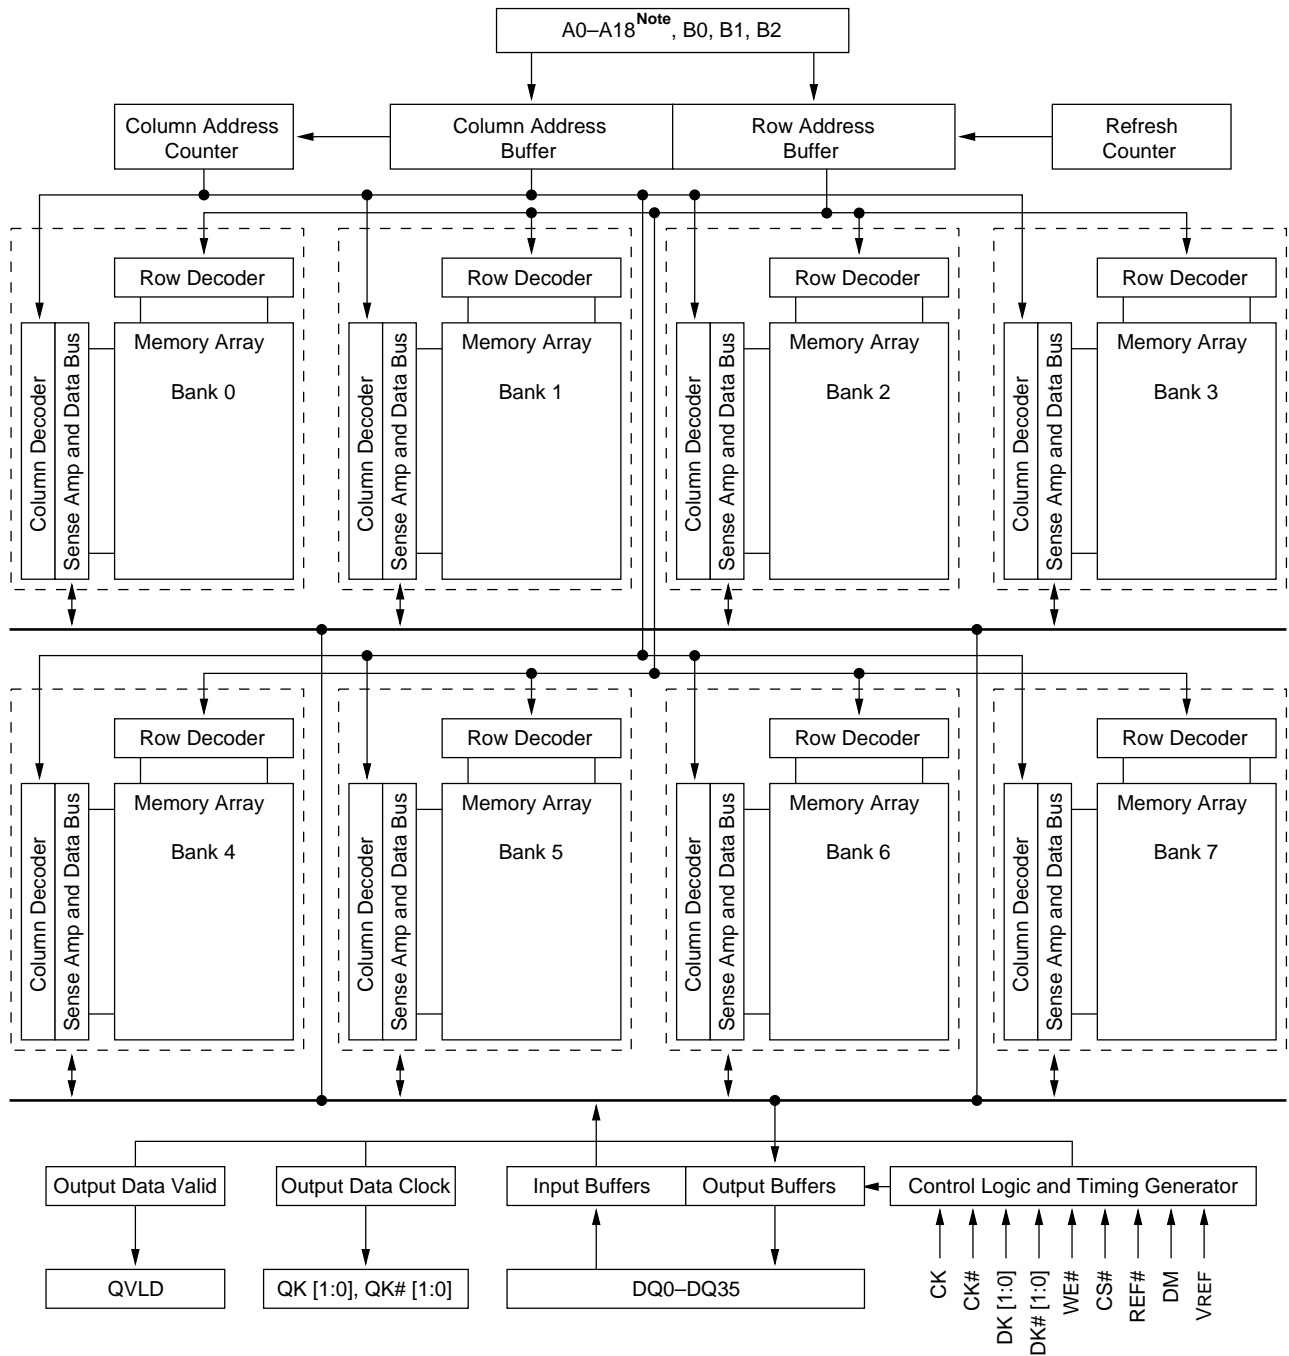 A0–A18Note, B0, B1, B2
Column Address
Counter
Column Address
Buffer
Row Address
Buffer
Refresh
Counter
Row Decoder
Row Decoder
Row Decoder
Row Decoder
Column Decoder
Sense Amp and Data Bus
Memory Array
Bank 0
Column Decoder
Sense Amp and Data Bus
Memory Array
Bank 1
Column Decoder
Sense Amp and Data Bus
Memory Array
Bank 2
Column Decoder
Sense Amp and Data Bus
Memory Array
Bank 3
Row Decoder
Row Decoder
Row Decoder
Row Decoder
Column Decoder
Sense Amp and Data Bus
Memory Array
Bank 4
Column Decoder
Sense Amp and Data Bus
Memory Array
Bank 5
Column Decoder
Sense Amp and Data Bus
Memory Array
Bank 6
Column Decoder
Sense Amp and Data Bus
Memory Array
Bank 7
Output Data Valid
Output Data Clock
Input Buffers
Output Buffers
Control Logic and Timing Generator
QVLD
QK [1:0], QK# [1:0]
DQ0–DQ35
CK
CK#
DK [1:0]
DK# [1:0]
WE#
CS#
REF#
DM
VREF